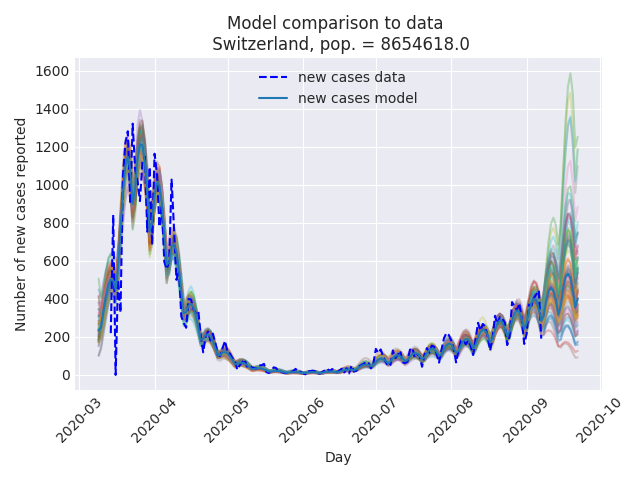 Model comparison to data
Switzerland, pop. = 8654618.0
new cases data
new cases model
Number of new cases reported
1600
1400
1200
1000
800
600
400
200
0
2020-03
2020-04
2020-05
2020-06
2020-07
2020-08
2020-09
2020-10
Day